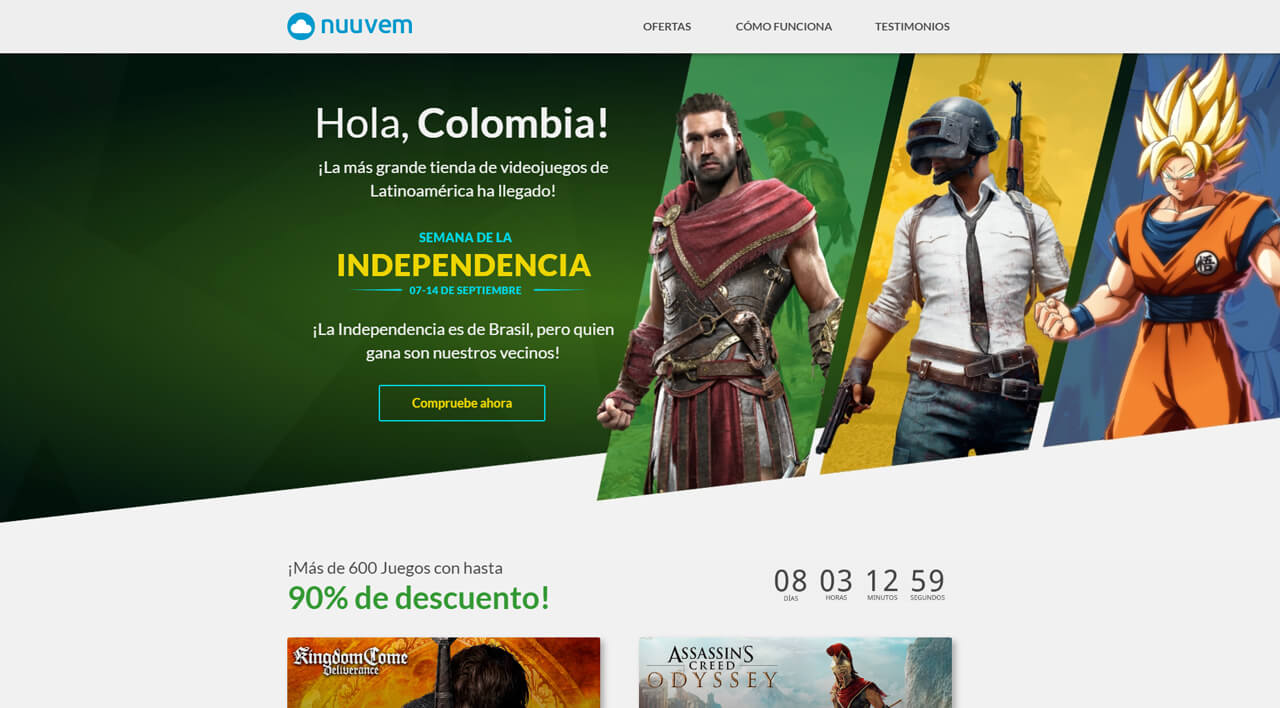 nuuvem
OFERTAS
CÓMO FUNCIONA
TESTIMONIOS
Hola, Colombia!
¡La más grande tienda de videojuegos de
Latinoamérica ha llegado!
SEMANA DE LA
INDEPENDENCIA
07-14 DE SEPTIEMBRE
¡La Independencia es de Brasil, pero quien
gana son nuestros vecinos!
Compruebe ahora
悟
¡Más de 600 Juegos con hasta
90% de descuento!
08 03 12 59
DÍAS HORAS MINUTOS SEGUNDOS
Kingdom Come
Deliverance
ASSASSIN'S
CREED
ODYSSEY